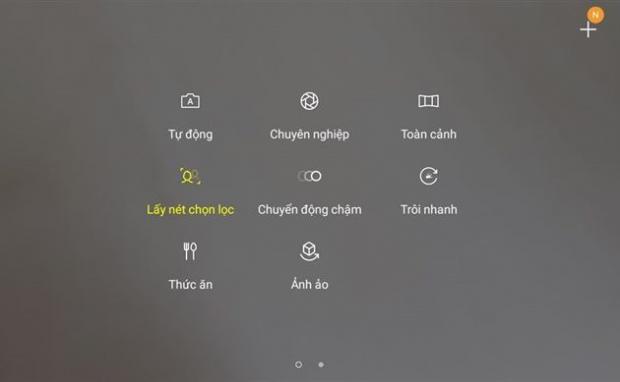 N
A
Tự động
Chuyên nghiệp
Toàn cảnh
Lấy nét chọn lọc
Chuyển động chậm
Trôi nhanh
Thức ăn
Ảnh ảo